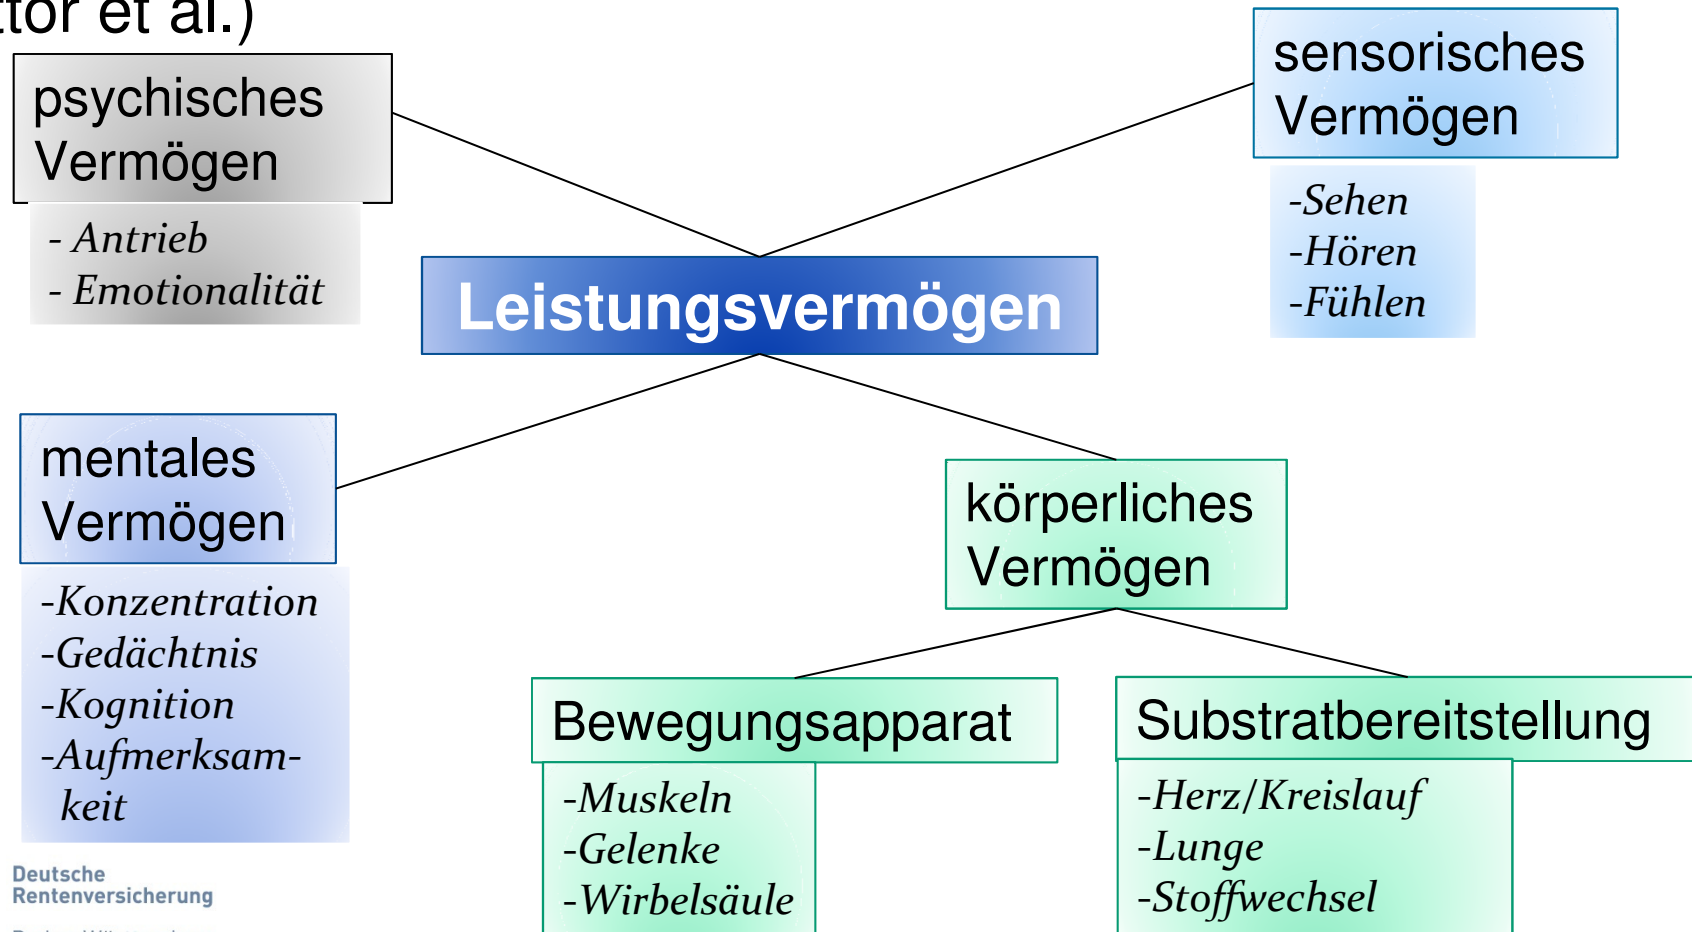 et al.)
psychisches
Vermögen
- Antrieb
- Emotionalität
sensorisches
Vermögen
-Sehen
-Hören
-Fühlen
Leistungsvermögen
mentales
Vermögen
-Konzentration
-Gedächtnis
-Kognition
-Aufmerksam-
keit
körperliches
Vermögen
Bewegungsapparat
-Muskeln
-Gelenke
-Wirbelsäule
Substratbereitstellung
-Herz/Kreislauf
-Lunge
-Stoffwechsel
Deutsche
Rentenversicherung